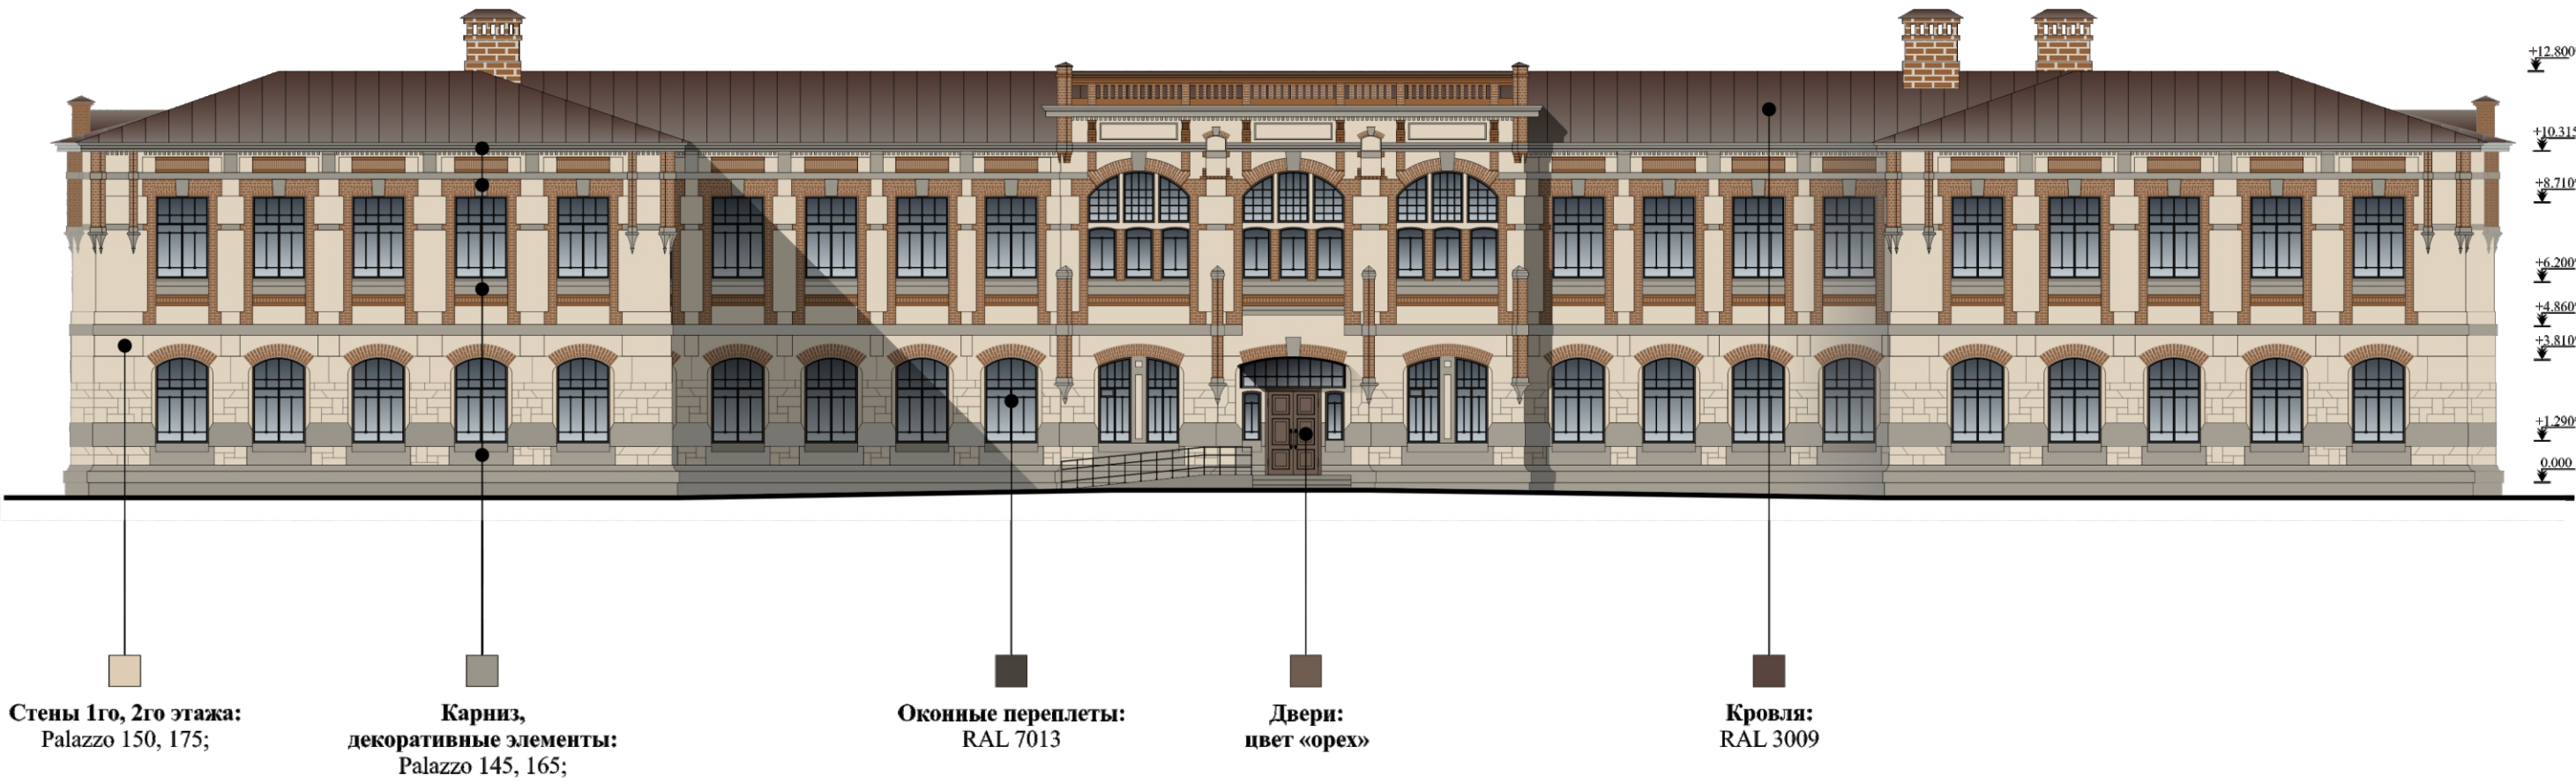 +12.800
+10.315
+8.710
+6.200
+4.860
+3.810
+1.290
0.000
Стены 1го, 2го этажа:
Palazzo 150, 175;
Карниз,
декоративные элементы:
Palazzo 145, 165;
Оконные переплеты:
RAL 7013
Двери:
цвет «орех»
Кровля:
RAL 3009